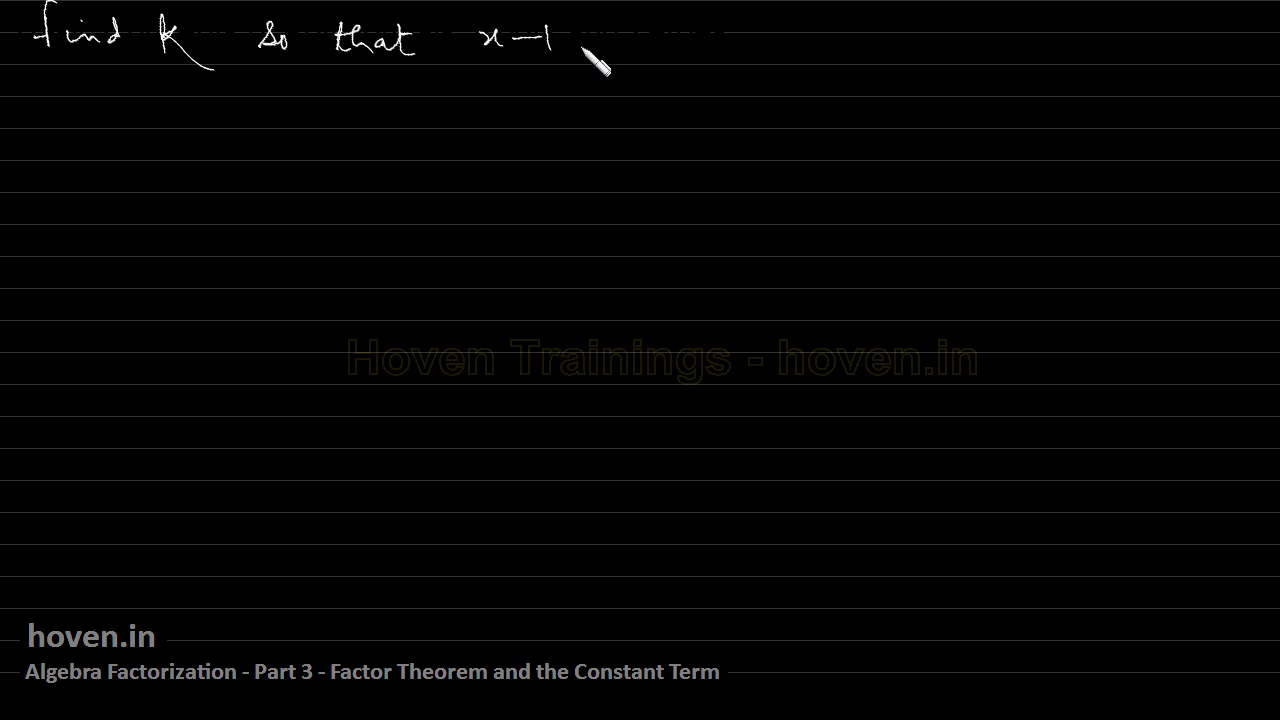 find k so that x-1
Hoven Trainings - hoven.in
hoven.in
Algebra Factorization - Part 3 - Factor Theorem and the Constant Term